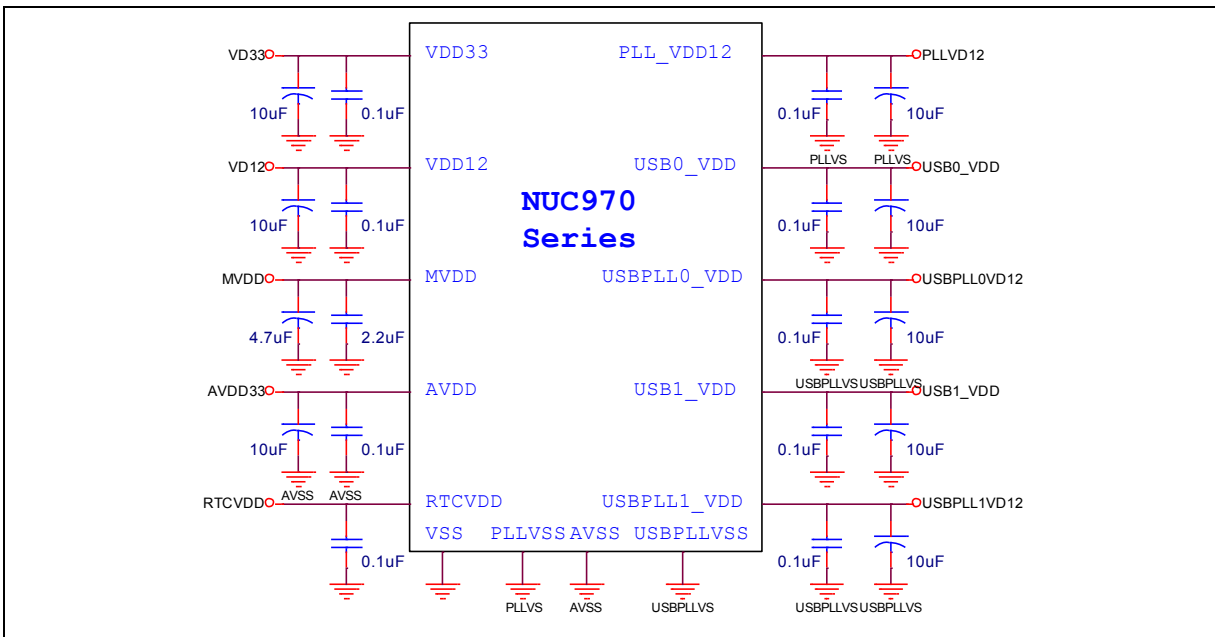 VD33 VDD33 PLL_VDD12 PLLVD12
10uF 0.1uF 0.1uF 10uF
PLLVS PLLVS
VD12 VDD12 USB0_VDD USB0_VDD
NUC970
Series
10uF 0.1uF 0.1uF 10uF
MVDD MVDD USBPLL0_VDD USBPLL0VD12
4.7uF 2.2uF 0.1uF 10uF
USBPLLVS USBPLLVS
AVDD33 AVDD USB1_VDD USB1_VDD
10uF 0.1uF 0.1uF 10uF
AVSS AVSS
RTCVDD RTCVDD USBPLL1_VDD USBPLL1VD12
VSS PLLVSS AVSS USBPLLVSS
0.1uF 0.1uF 10uF
PLLVS AVSS USBPLLVS USBPLLVS USBPLLVS